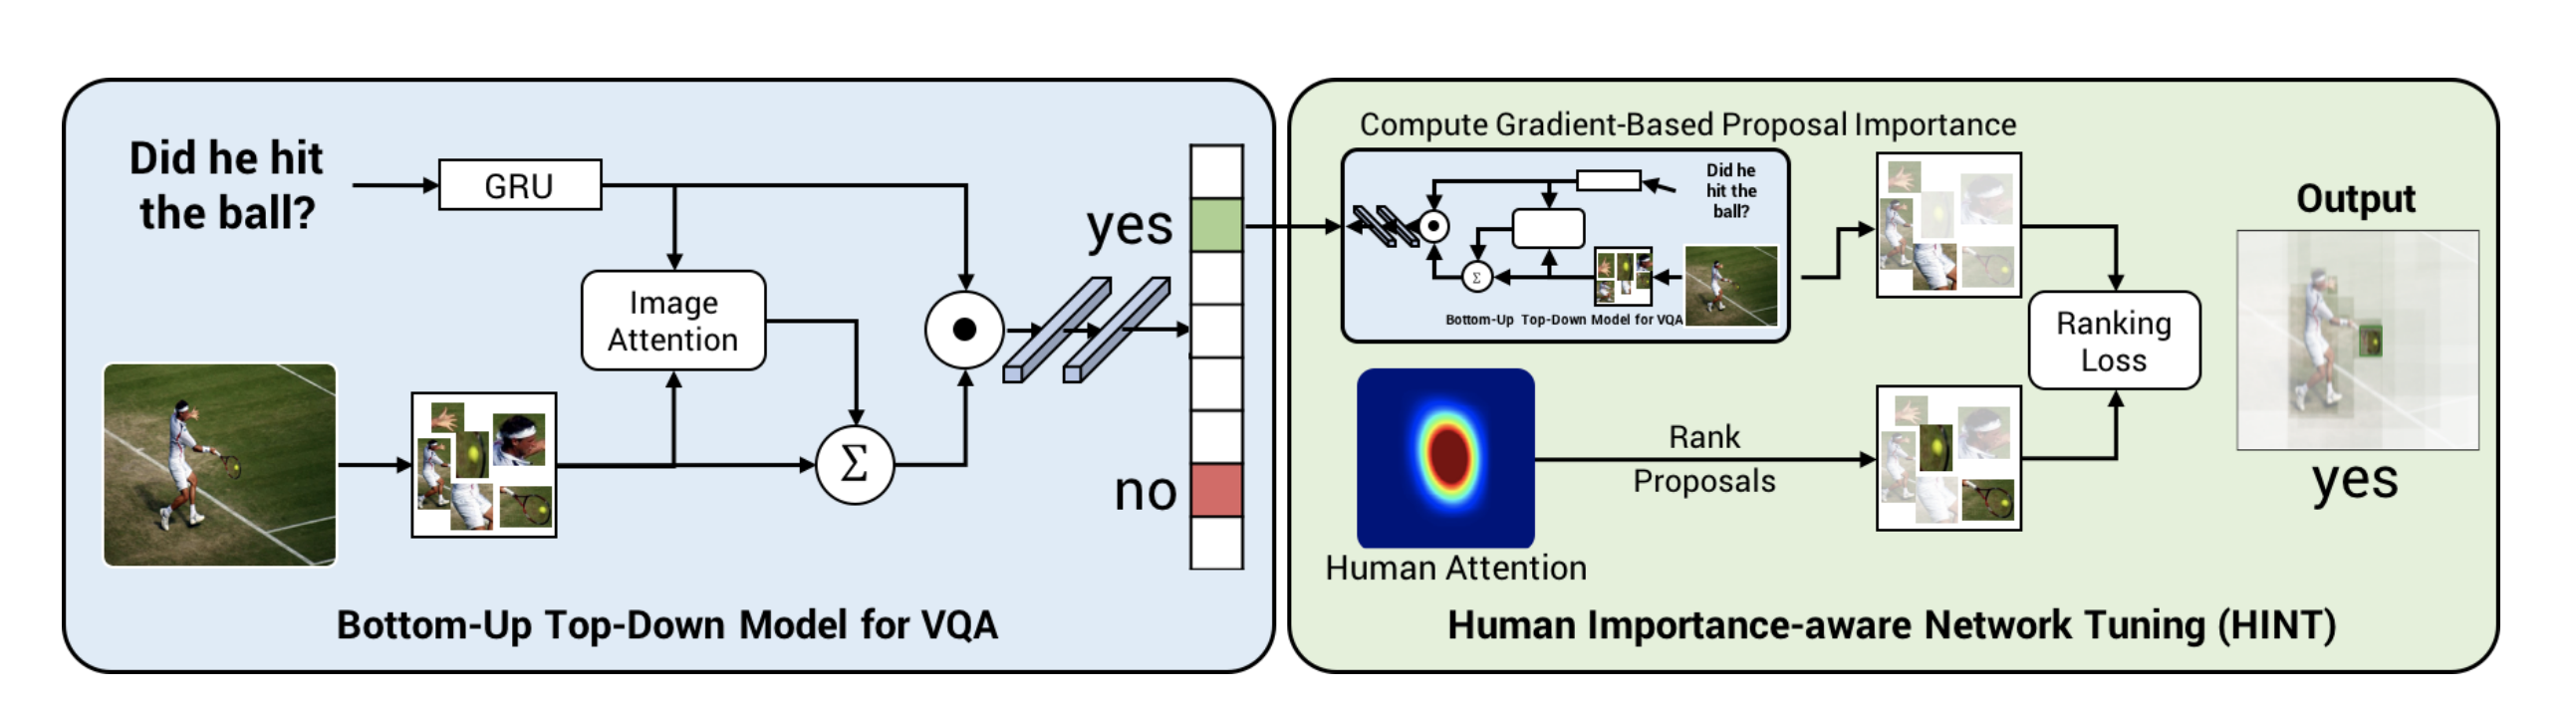 Did he hit
the ball?
GRU
Image
Attention
Σ
yes
no
Bottom-Up Top-Down Model for VQA
Compute Gradient-Based Proposal Importance
Did he
hit the
ball?
Σ
Bottom-Up Top-Down Model for VQA
Human Attention
Rank
Proposals
Ranking
Loss
Output
yes
Human Importance-aware Network Tuning (HINT)